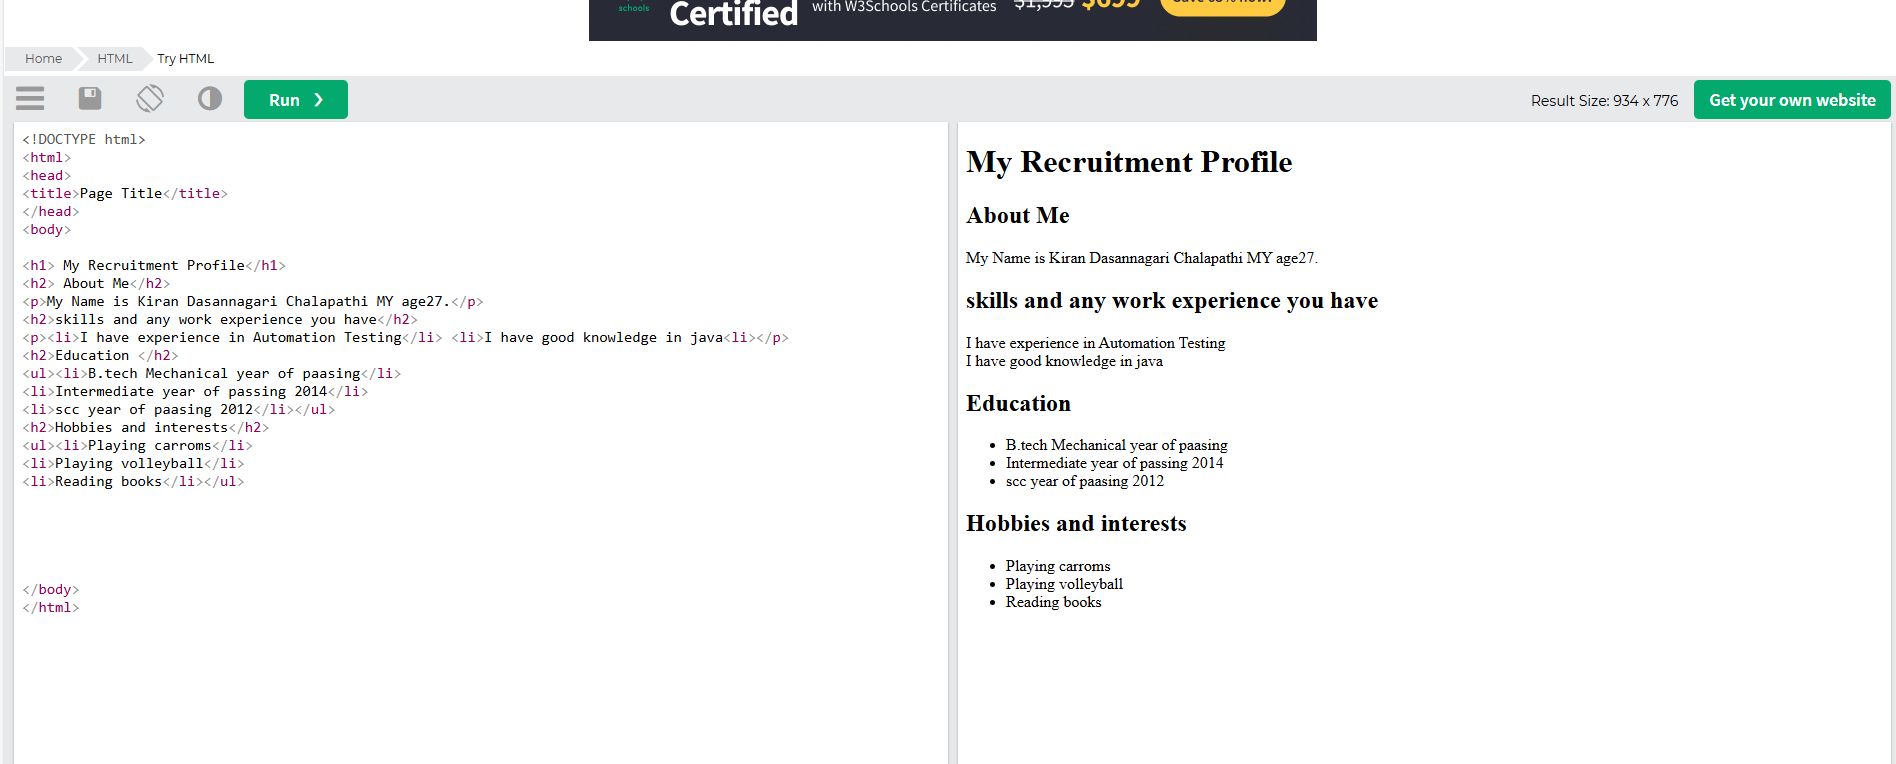 schools
Certified
with W3Schools Certificates
Home
HTML
Try HTML
Run ❯
Result Size: 934 x 776
Get your own website
<!DOCTYPE html>
<html>
<head>
<title>Page Title</title>
</head>
<body>
<h1> My Recruitment Profile</h1>
<h2> About Me</h2>
<p>My Name is Kiran Dasannagari Chalapathi MY age27.</p>
<h2>skills and any work experience you have</h2>
<p><li>I have experience in Automation Testing</li> <li>I have good knowledge in java<li></p>
<h2>Education </h2>
<ul><li>B.tech Mechanical year of paasing</li>
<li>Intermediate year of passing 2014</li>
<li>scc year of paasing 2012</li></ul>
<h2>Hobbies and interests</h2>
<ul><li>Playing carroms</li>
<li>Playing volleyball</li>
<li>Reading books</li></ul>
</body>
</html>
My Recruitment Profile
About Me
My Name is Kiran Dasannagari Chalapathi MY age27.
skills and any work experience you have
I have experience in Automation Testing
I have good knowledge in java
Education
• B.tech Mechanical year of paasing
• Intermediate year of passing 2014
• scc year of paasing 2012
Hobbies and interests
• Playing carroms
• Playing volleyball
• Reading books